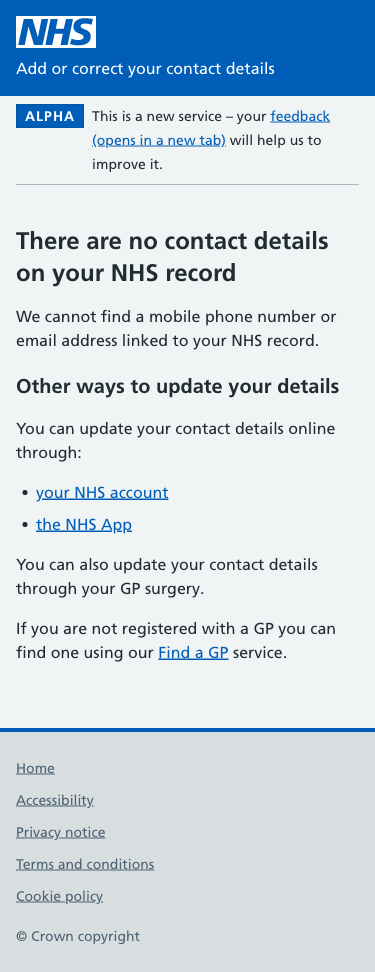 NHS
Add or correct your contact details
ALPHA
This is a new service – your feedback
(opens in a new tab) will help us to
improve it.
There are no contact details
on your NHS record
We cannot find a mobile phone number or
email address linked to your NHS record.
Other ways to update your details
You can update your contact details online
through:
• your NHS account
• the NHS App
You can also update your contact details
through your GP surgery.
If you are not registered with a GP you can
find one using our Find a GP service.
Home
Accessibility
Privacy notice
Terms and conditions
Cookie policy
© Crown copyright